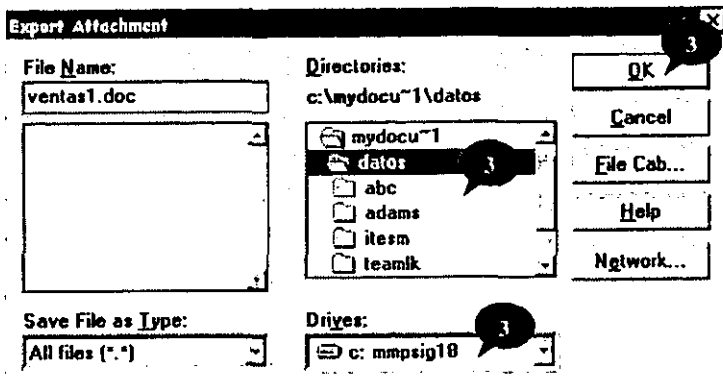 Export Attachment
File Name:
ventas1.doc
Directories:
c:\mydocu~1\datos
mydocu~1
datos
abc
adams
itesm
teamlk
Save File as Type:
All files (*.*)
Drives:
c: mmpsig18
OK
Cancel
File Cab...
Help
Network...
3
3
3